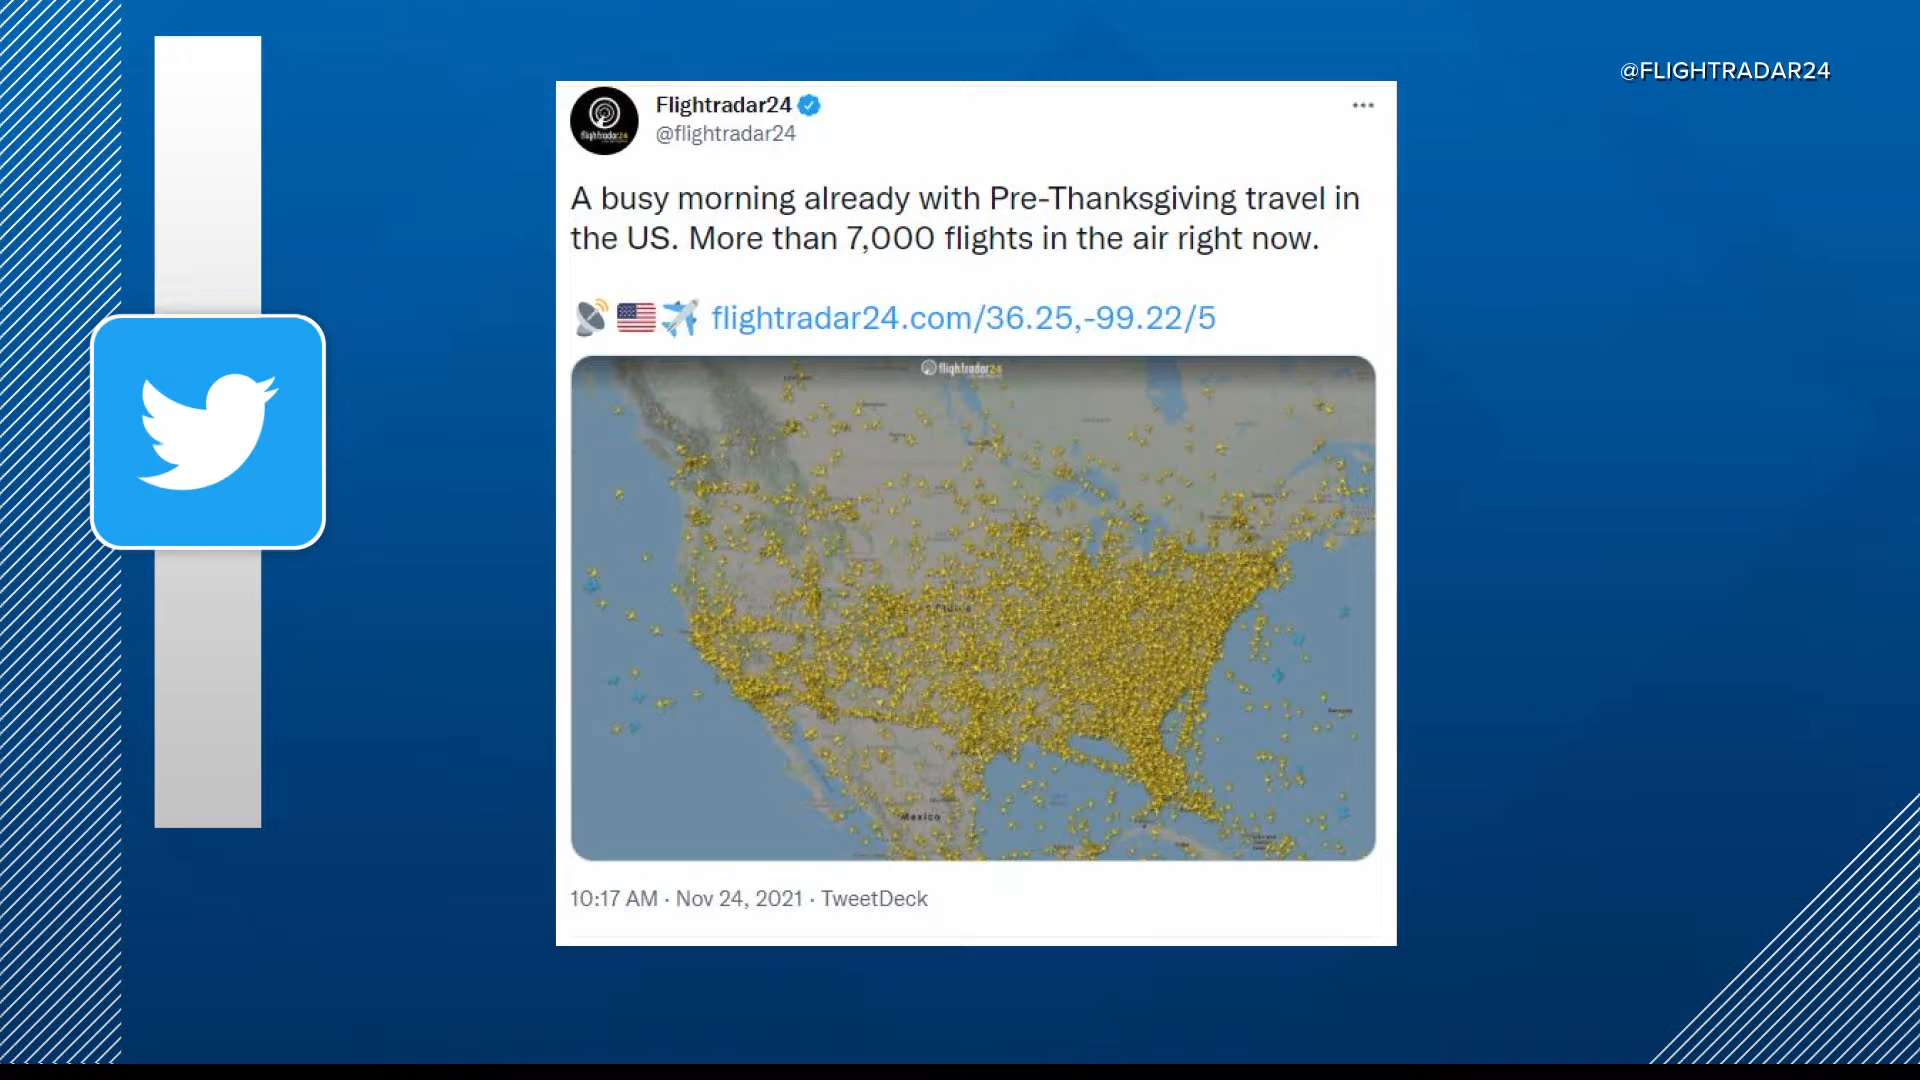 @FLIGHTRADAR24
Flightradar24
@flightradar24
A busy morning already with Pre-Thanksgiving travel in
the US. More than 7,000 flights in the air right now.
flightradar24.com/36.25,-99.22/5
flightradar24
Mexico
10:17 AM · Nov 24, 2021 · TweetDeck